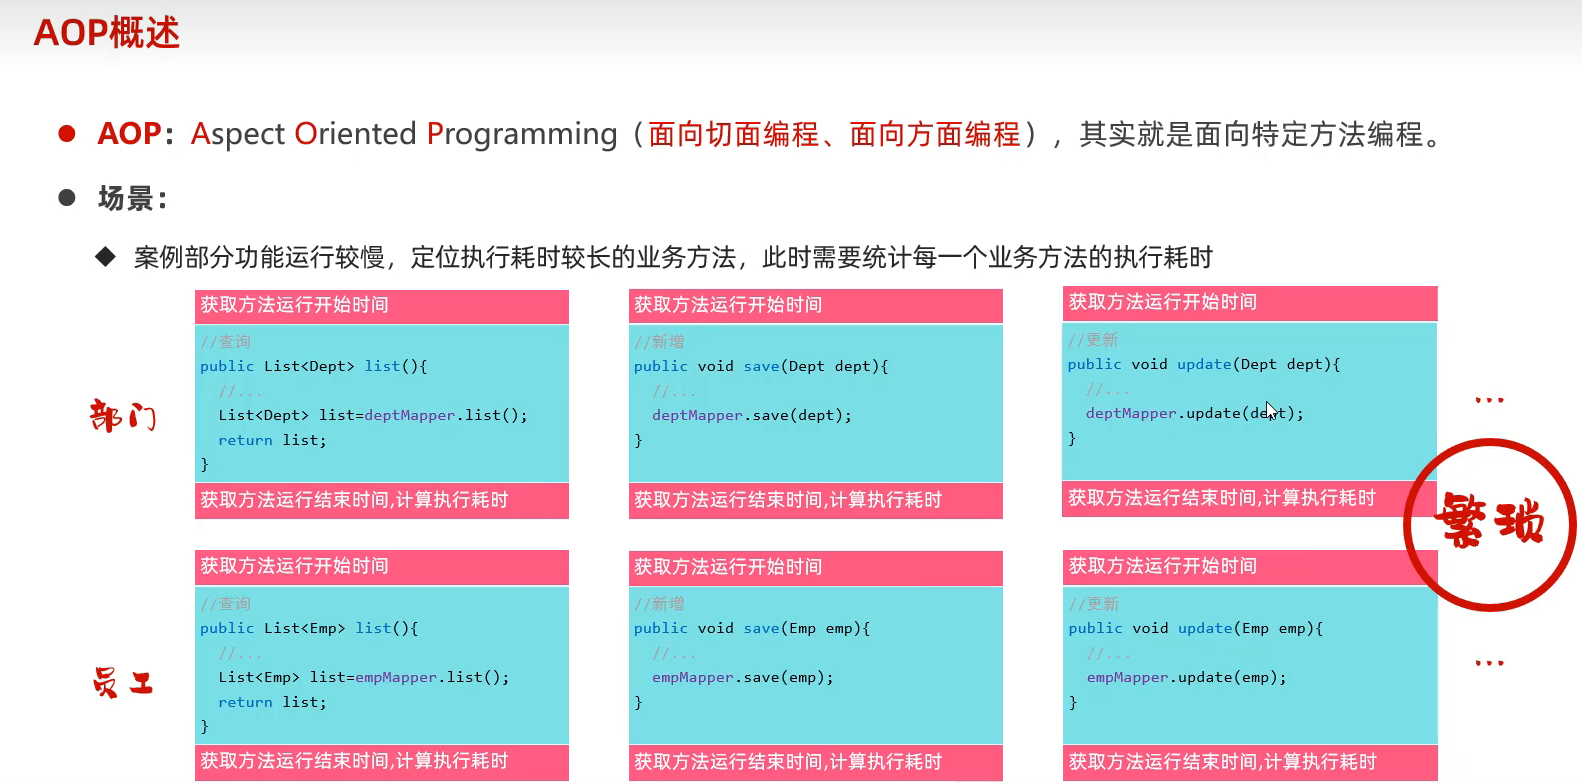 AOP概述
AOP：Aspect Oriented Programming（面向切面编程、面向方面编程），其实就是面向特定方法编程。
场景：
案例部分功能运行较慢，定位执行耗时较长的业务方法，此时需要统计每一个业务方法的执行耗时
部门
获取方法运行开始时间
//查询
public List<Dept> list(){
//...
List<Dept> list=deptMapper.list();
return list;
}
获取方法运行结束时间,计算执行耗时
获取方法运行开始时间
//新增
public void save(Dept dept){
//...
deptMapper.save(dept);
}
获取方法运行结束时间,计算执行耗时
获取方法运行开始时间
//更新
public void update(Dept dept){
//...
deptMapper.update(dept);
}
获取方法运行结束时间,计算执行耗时
...
繁琐
员工
获取方法运行开始时间
//查询
public List<Emp> list(){
//...
List<Emp> list=empMapper.list();
return list;
}
获取方法运行结束时间,计算执行耗时
获取方法运行开始时间
//新增
public void save(Emp emp){
//...
empMapper.save(emp);
}
获取方法运行结束时间,计算执行耗时
获取方法运行开始时间
//更新
public void update(Emp emp){
//...
empMapper.update(emp);
}
获取方法运行结束时间,计算执行耗时
...